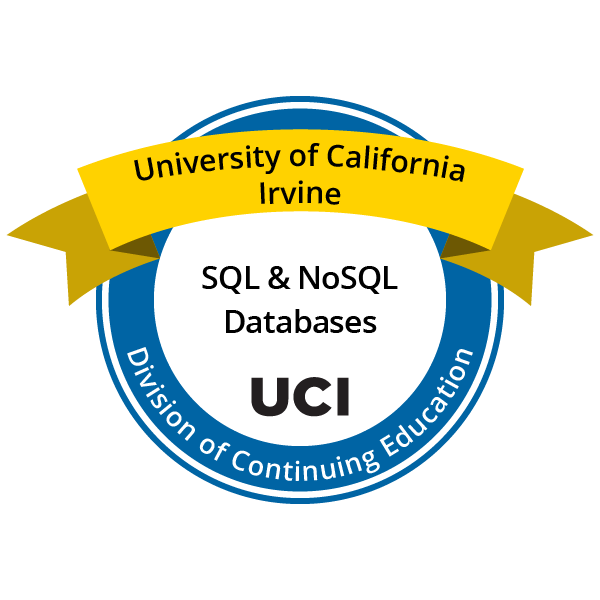 University of California
Irvine
SQL & NoSQL
Databases
UCI
Division of Continuing Education